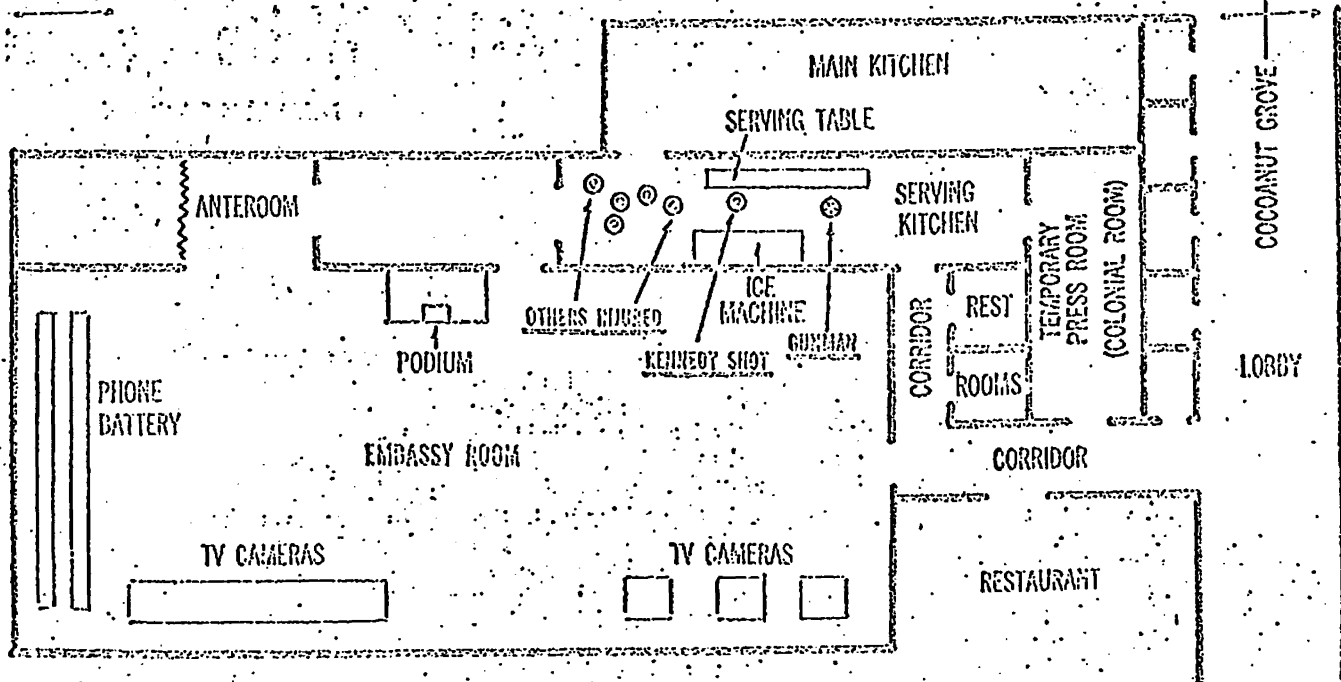 MAIN KITCHEN
SERVING TABLE
COCOANUT GROVE
ANTEROOM
SERVING
KITCHEN
TEMPORARY
PRESS ROOM
(COLONIAL ROOM)
OTHERS INJURED
ICE
MACHINE
REST
ROOMS
PODIUM
KENNEDY SHOT
GUNMAN
CORRIDOR
LOBBY
PHONE
BATTERY
EMBASSY ROOM
CORRIDOR
TV CAMERAS
TV CAMERAS
RESTAURANT